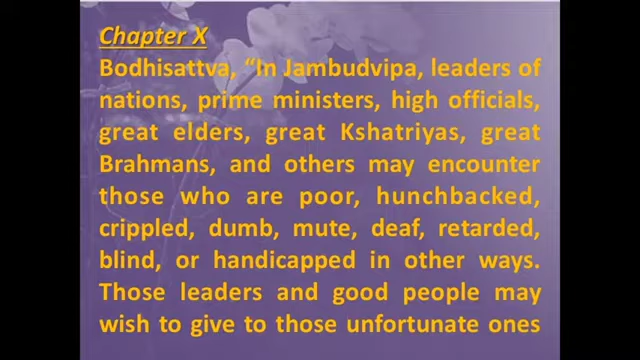 Chapter X
Bodhisattva, “In Jambudvipa, leaders of
nations, prime ministers, high officials,
great elders, great Kshatriyas, great
Brahmans, and others may encounter
those who are poor, hunchbacked,
crippled, dumb, mute, deaf, retarded,
blind, or handicapped in other ways.
Those leaders and good people may
wish to give to those unfortunate ones